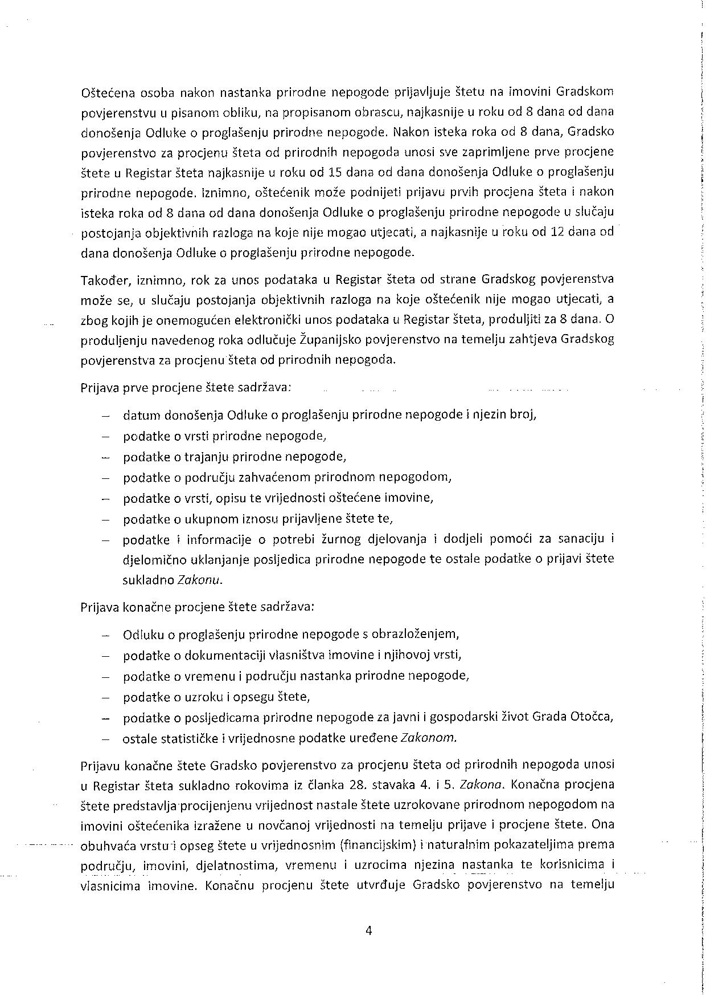 Oštećena osoba nakon nastanka prirodne nepogode prijavljuje štetu na imovini Gradskom
povjerenstvu u pisanom obliku, na propisanom obrascu, najkasnije u roku od 8 dana od dana
donošenja Odluke o proglašenju prirodne nepogode. Nakon isteka roka od 8 dana, Gradsko
povjerenstvo za procjenu šteta od prirodnih nepogoda unosi sve zaprimljene prve procjene
štete u Registar šteta najkasnije u roku od 15 dana od dana donošenja Odluke o proglašenju
prirodne nepogode. Iznimno, oštećenik može podnijeti prijavu prvih procjena šteta i nakon
isteka roka od 8 dana od dana donošenja Odluke o proglašenju prirodne nepogode u slučaju
postojanja objektivnih razloga na koje nije mogao utjecati, a najkasnije u roku od 12 dana od
dana donošenja Odluke o proglašenju prirodne nepogode.
Također, iznimno, rok za unos podataka u Registar šteta od strane Gradskog povjerenstva
može se, u slučaju postojanja objektivnih razloga na koje oštećenik nije mogao utjecati, a
zbog kojih je onemogućen elektronički unos podataka u Registar šteta, produljiti za 8 dana. O
produljenju navedenog roka odlučuje Županijsko povjerenstvo na temelju zahtjeva Gradskog
povjerenstva za procjenu šteta od prirodnih nepogoda.
Prijava prve procjene štete sadržava:
– datum donošenja Odluke o proglašenju prirodne nepogode i njezin broj,
– podatke o vrsti prirodne nepogode,
– podatke o trajanju prirodne nepogode,
– podatke o području zahvaćenom prirodnom nepogodom,
– podatke o vrsti, opisu te vrijednosti oštećene imovine,
– podatke o ukupnom iznosu prijavljene štete te,
– podatke i informacije o potrebi žurnog djelovanja i dodjeli pomoći za sanaciju i
djelomično uklanjanje posljedica prirodne nepogode te ostale podatke o prijavi štete
sukladno Zakonu.
Prijava konačne procjene štete sadržava:
– Odluku o proglašenju prirodne nepogode s obrazloženjem,
– podatke o dokumentaciji vlasništva imovine i njihovoj vrsti,
– podatke o vremenu i području nastanka prirodne nepogode,
– podatke o uzroku i opsegu štete,
– podatke o posljedicama prirodne nepogode za javni i gospodarski život Grada Otočca,
– ostale statističke i vrijednosne podatke uređene Zakonom.
Prijavu konačne štete Gradsko povjerenstvo za procjenu šteta od prirodnih nepogoda unosi
u Registar šteta sukladno rokovima iz članka 28. stavaka 4. i 5. Zakona. Konačna procjena
štete predstavlja procijenjenu vrijednost nastale štete uzrokovane prirodnom nepogodom na
imovini oštećenika izražene u novčanoj vrijednosti na temelju prijave i procjene štete. Ona
obuhvaća vrstu i opseg štete u vrijednosnim (financijskim) i naturalnim pokazateljima prema
području, imovini, djelatnostima, vremenu i uzrocima njezina nastanka te korisnicima i
vlasnicima imovine. Konačnu procjenu štete utvrđuje Gradsko povjerenstvo na temelju
4